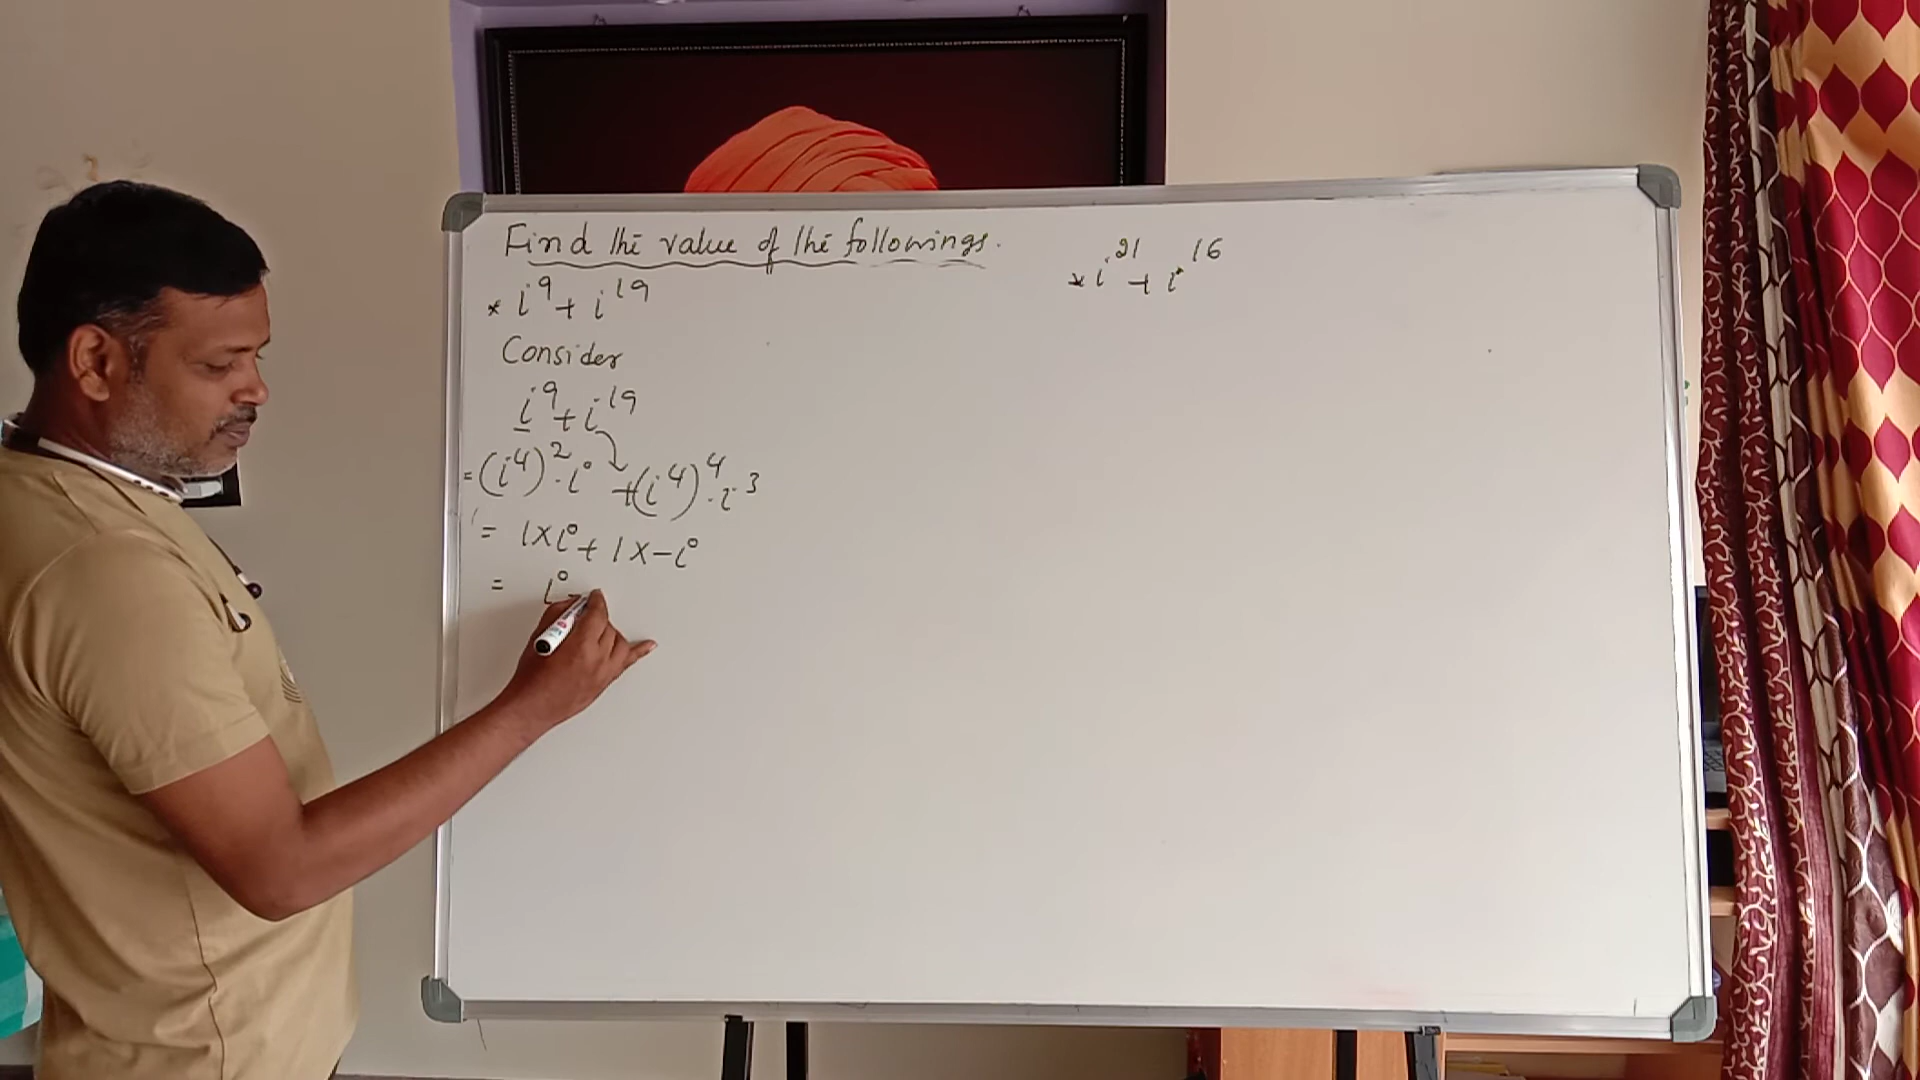 Find the value of the followings.
* i⁹ + i¹⁹
Consider
i⁹ + i¹⁹
= (i⁴)² · i + (i⁴)⁴ · i³
= 1 × i + 1 × -i
= i -
* i²¹ + i¹⁶